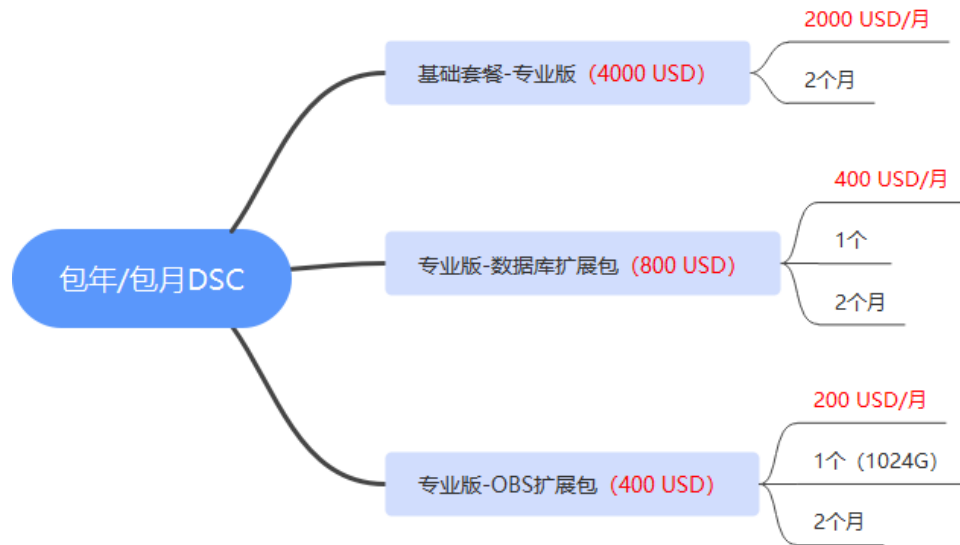 包年/包月DSC
基础套餐-专业版（4000 USD）
2000 USD/月
2个月
专业版-数据库扩展包（800 USD）
400 USD/月
1个
2个月
专业版-OBS扩展包（400 USD）
200 USD/月
1个（1024G）
2个月